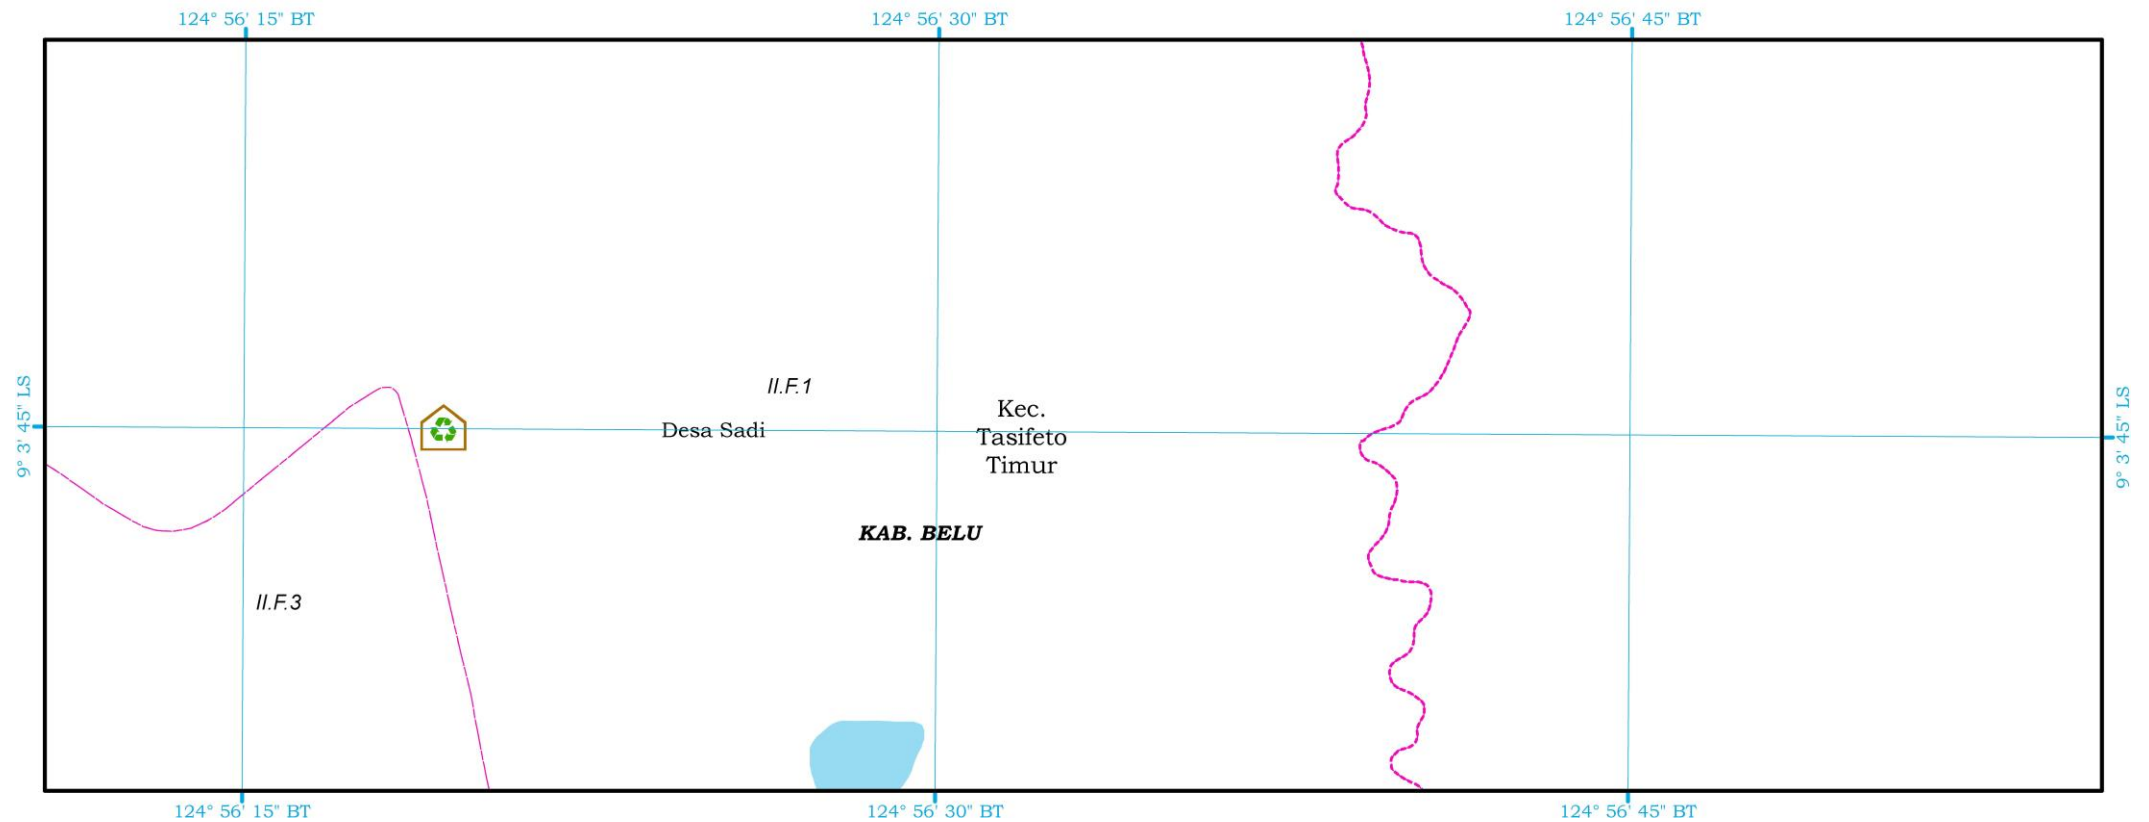 124° 56' 15" BT
124° 56' 30" BT
124° 56' 45" BT
9° 3' 45" LS
9° 3' 45" LS
II.F.1
Desa Sadi
Kec.
Tasifeto
Timur
KAB. BELU
II.F.3
124° 56' 15" BT
124° 56' 30" BT
124° 56' 45" BT